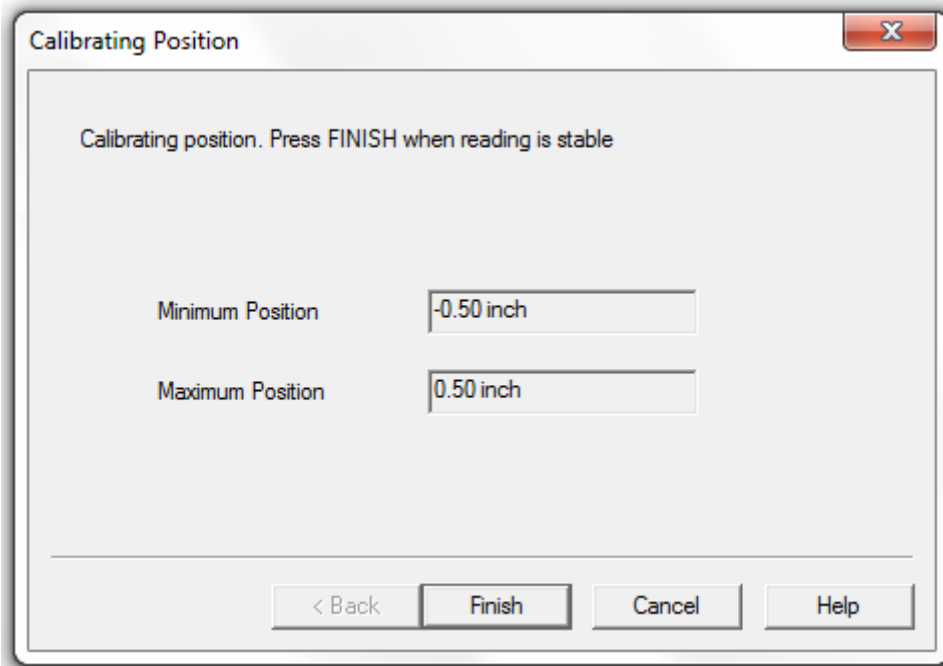 Calibrating Position
Calibrating position. Press FINISH when reading is stable
Minimum Position -0.50 inch
Maximum Position 0.50 inch
< Back Finish Cancel Help